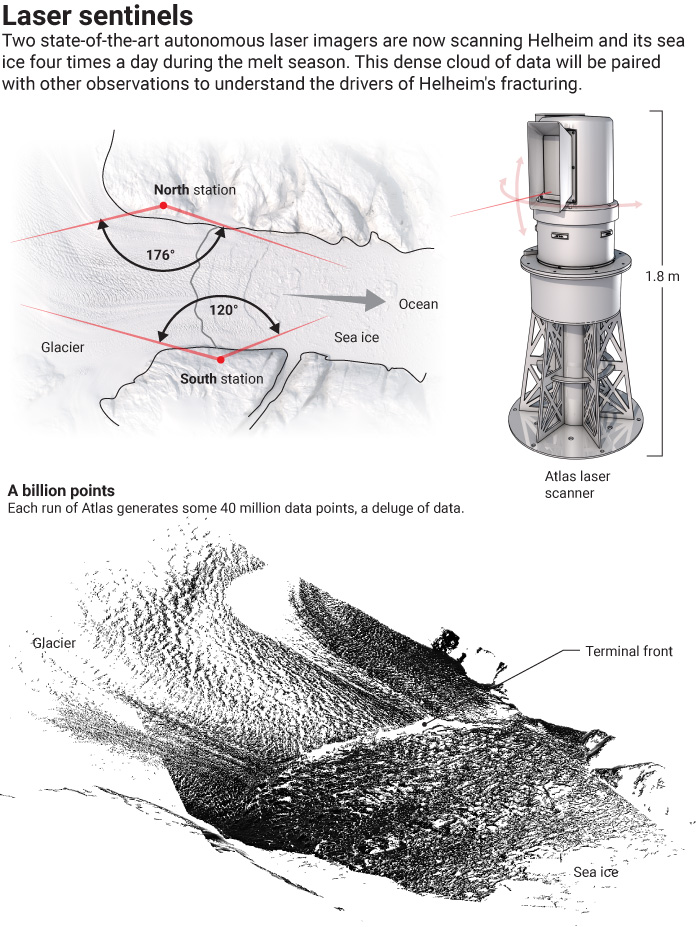 Laser sentinels
Two state-of-the-art autonomous laser imagers are now scanning Helheim and its sea
ice four times a day during the melt season. This dense cloud of data will be paired
with other observations to understand the drivers of Helheim's fracturing.
North station
176°
1.8 m
120°
Ocean
Sea ice
Glacier
South station
Atlas laser
scanner
A billion points
Each run of Atlas generates some 40 million data points, a deluge of data.
Glacier
Terminal front
Sea ice